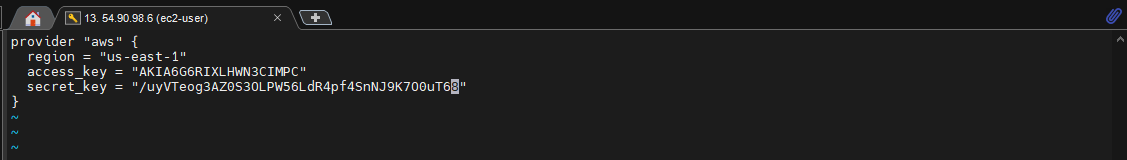 13. 54.90.98.6 (ec2-user)
provider "aws" {
  region = "us-east-1"
  access_key = "AKIA6G6RIXLHWN3CIMPC"
  secret_key = "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"
}
~
~
~